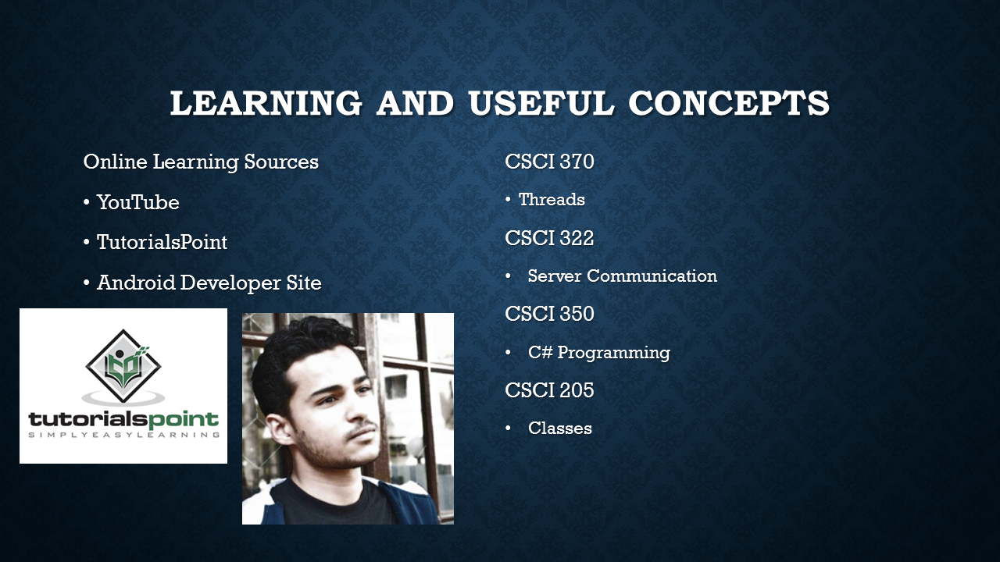 LEARNING AND USEFUL CONCEPTS
Online Learning Sources
• YouTube
• TutorialsPoint
• Android Developer Site
tutorialspoint
SIMPLYEASYLEARNING
CSCI 370
• Threads
CSCI 322
• Server Communication
CSCI 350
• C# Programming
CSCI 205
• Classes